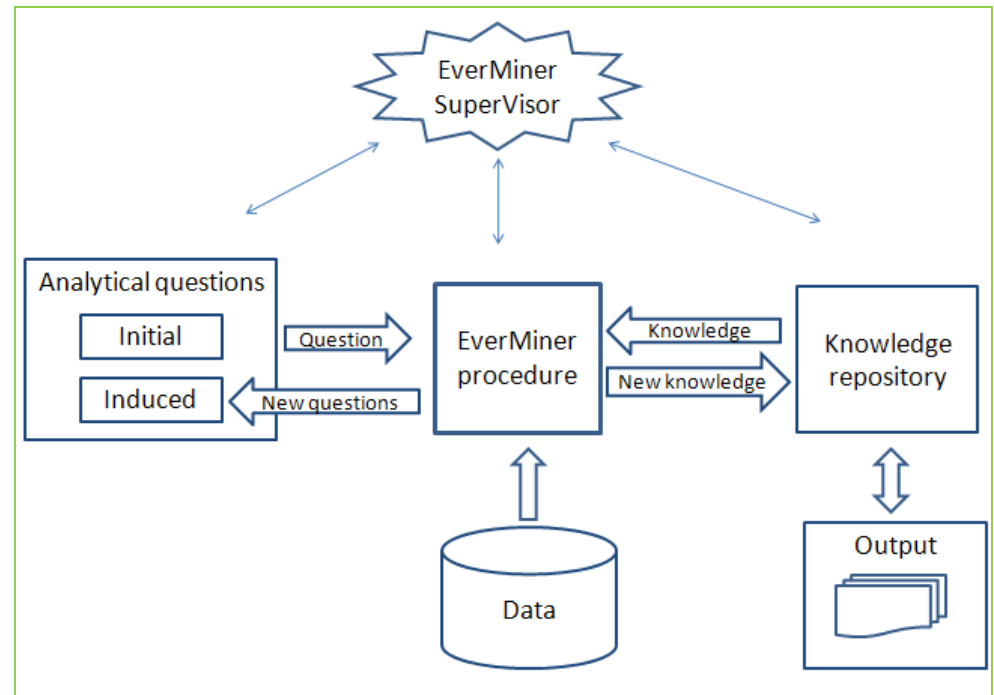 EverMiner
SuperVisor
Analytical questions
Initial
Induced
Question
New questions
EverMiner
procedure
Knowledge
New knowledge
Knowledge
repository
Data
Output